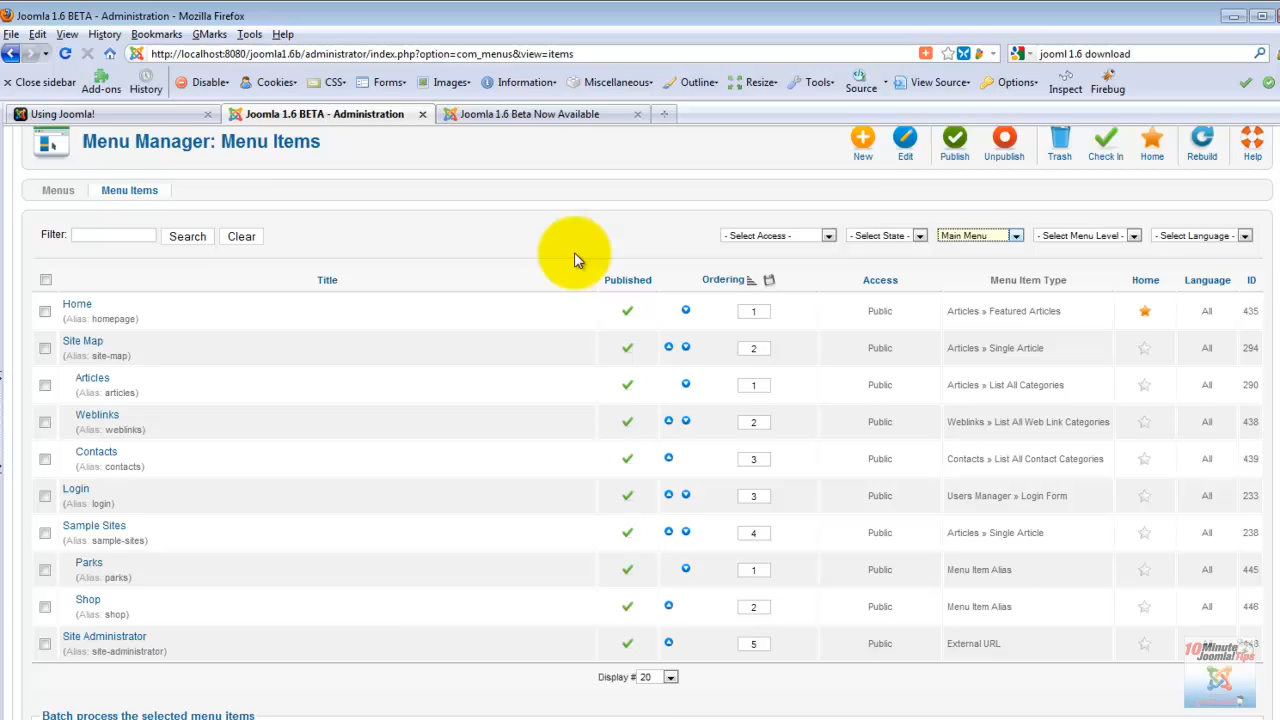 Joomla 1.6 BETA - Administration - Mozilla Firefox
File Edit View History Bookmarks GMarks Tools Help
http://localhost:8080/joomla1.6b/administrator/index.php?option=com_menus&view=items
jooml 1.6 download
Close sidebar Add-ons History Disable Cookies CSS Forms Images Information Miscellaneous Outline Resize Tools Source View Source Options Inspect Firebug
Using Joomla! Joomla 1.6 BETA - Administration Joomla 1.6 Beta Now Available
Menu Manager: Menu Items
New Edit Publish Unpublish Trash Check In Home Rebuild Help
Menus Menu Items
Filter: Search Clear - Select Access - - Select State - Main Menu - Select Menu Level - - Select Language -
Title Published Ordering Access Menu Item Type Home Language ID
Home
(Alias: homepage) 1 Public Articles » Featured Articles All 435
Site Map
(Alias: site-map) 2 Public Articles » Single Article All 294
Articles
(Alias: articles) 1 Public Articles » List All Categories All 290
Weblinks
(Alias: weblinks) 2 Public Weblinks » List All Web Link Categories All 438
Contacts
(Alias: contacts) 3 Public Contacts » List All Contact Categories All 439
Login
(Alias: login) 3 Public Users Manager » Login Form All 233
Sample Sites
(Alias: sample-sites) 4 Public Articles » Single Article All 238
Parks
(Alias: parks) 1 Public Menu Item Alias All 445
Shop
(Alias: shop) 2 Public Menu Item Alias All 446
Site Administrator
(Alias: site-administrator) 5 Public External URL
10 Minute
Joomla! Tips
Display # 20
Batch process the selected menu items